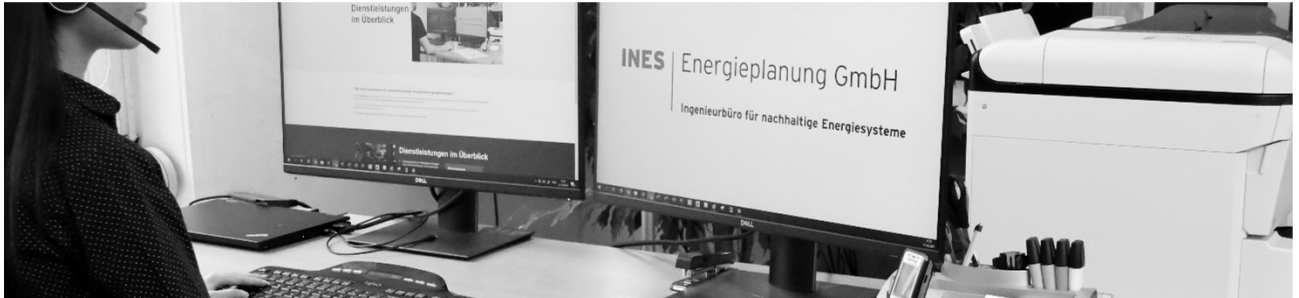 Dienstleistungen
im Überblick
Dienstleistungen im Überblick
DELL
INES | Energieplanung GmbH
Ingenieurbüro für nachhaltige Energiesysteme
DELL